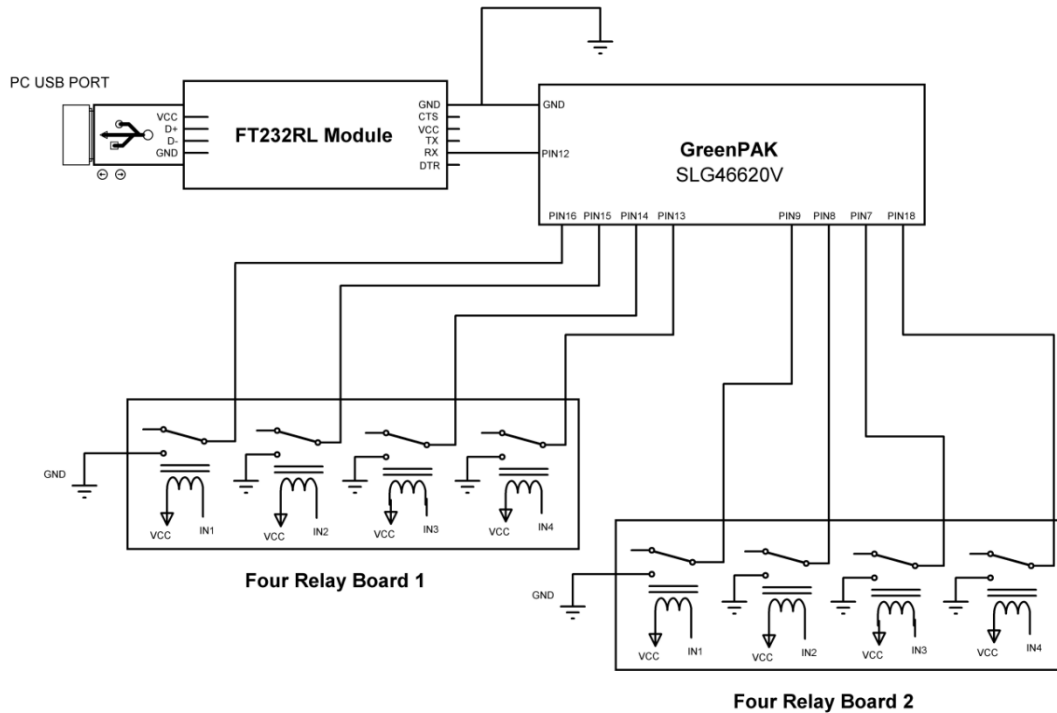 PC USB PORT
VCC
D+
D-
GND
FT232RL Module
GND
CTS
VCC
TX
RX
DTR
GND
PIN12
GreenPAK
SLG46620V
PIN16
PIN15
PIN14
PIN13
PIN9
PIN8
PIN7
PIN18
GND
VCC
IN1
VCC
IN2
VCC
IN3
VCC
IN4
Four Relay Board 1
GND
VCC
IN1
VCC
IN2
VCC
IN3
VCC
IN4
Four Relay Board 2